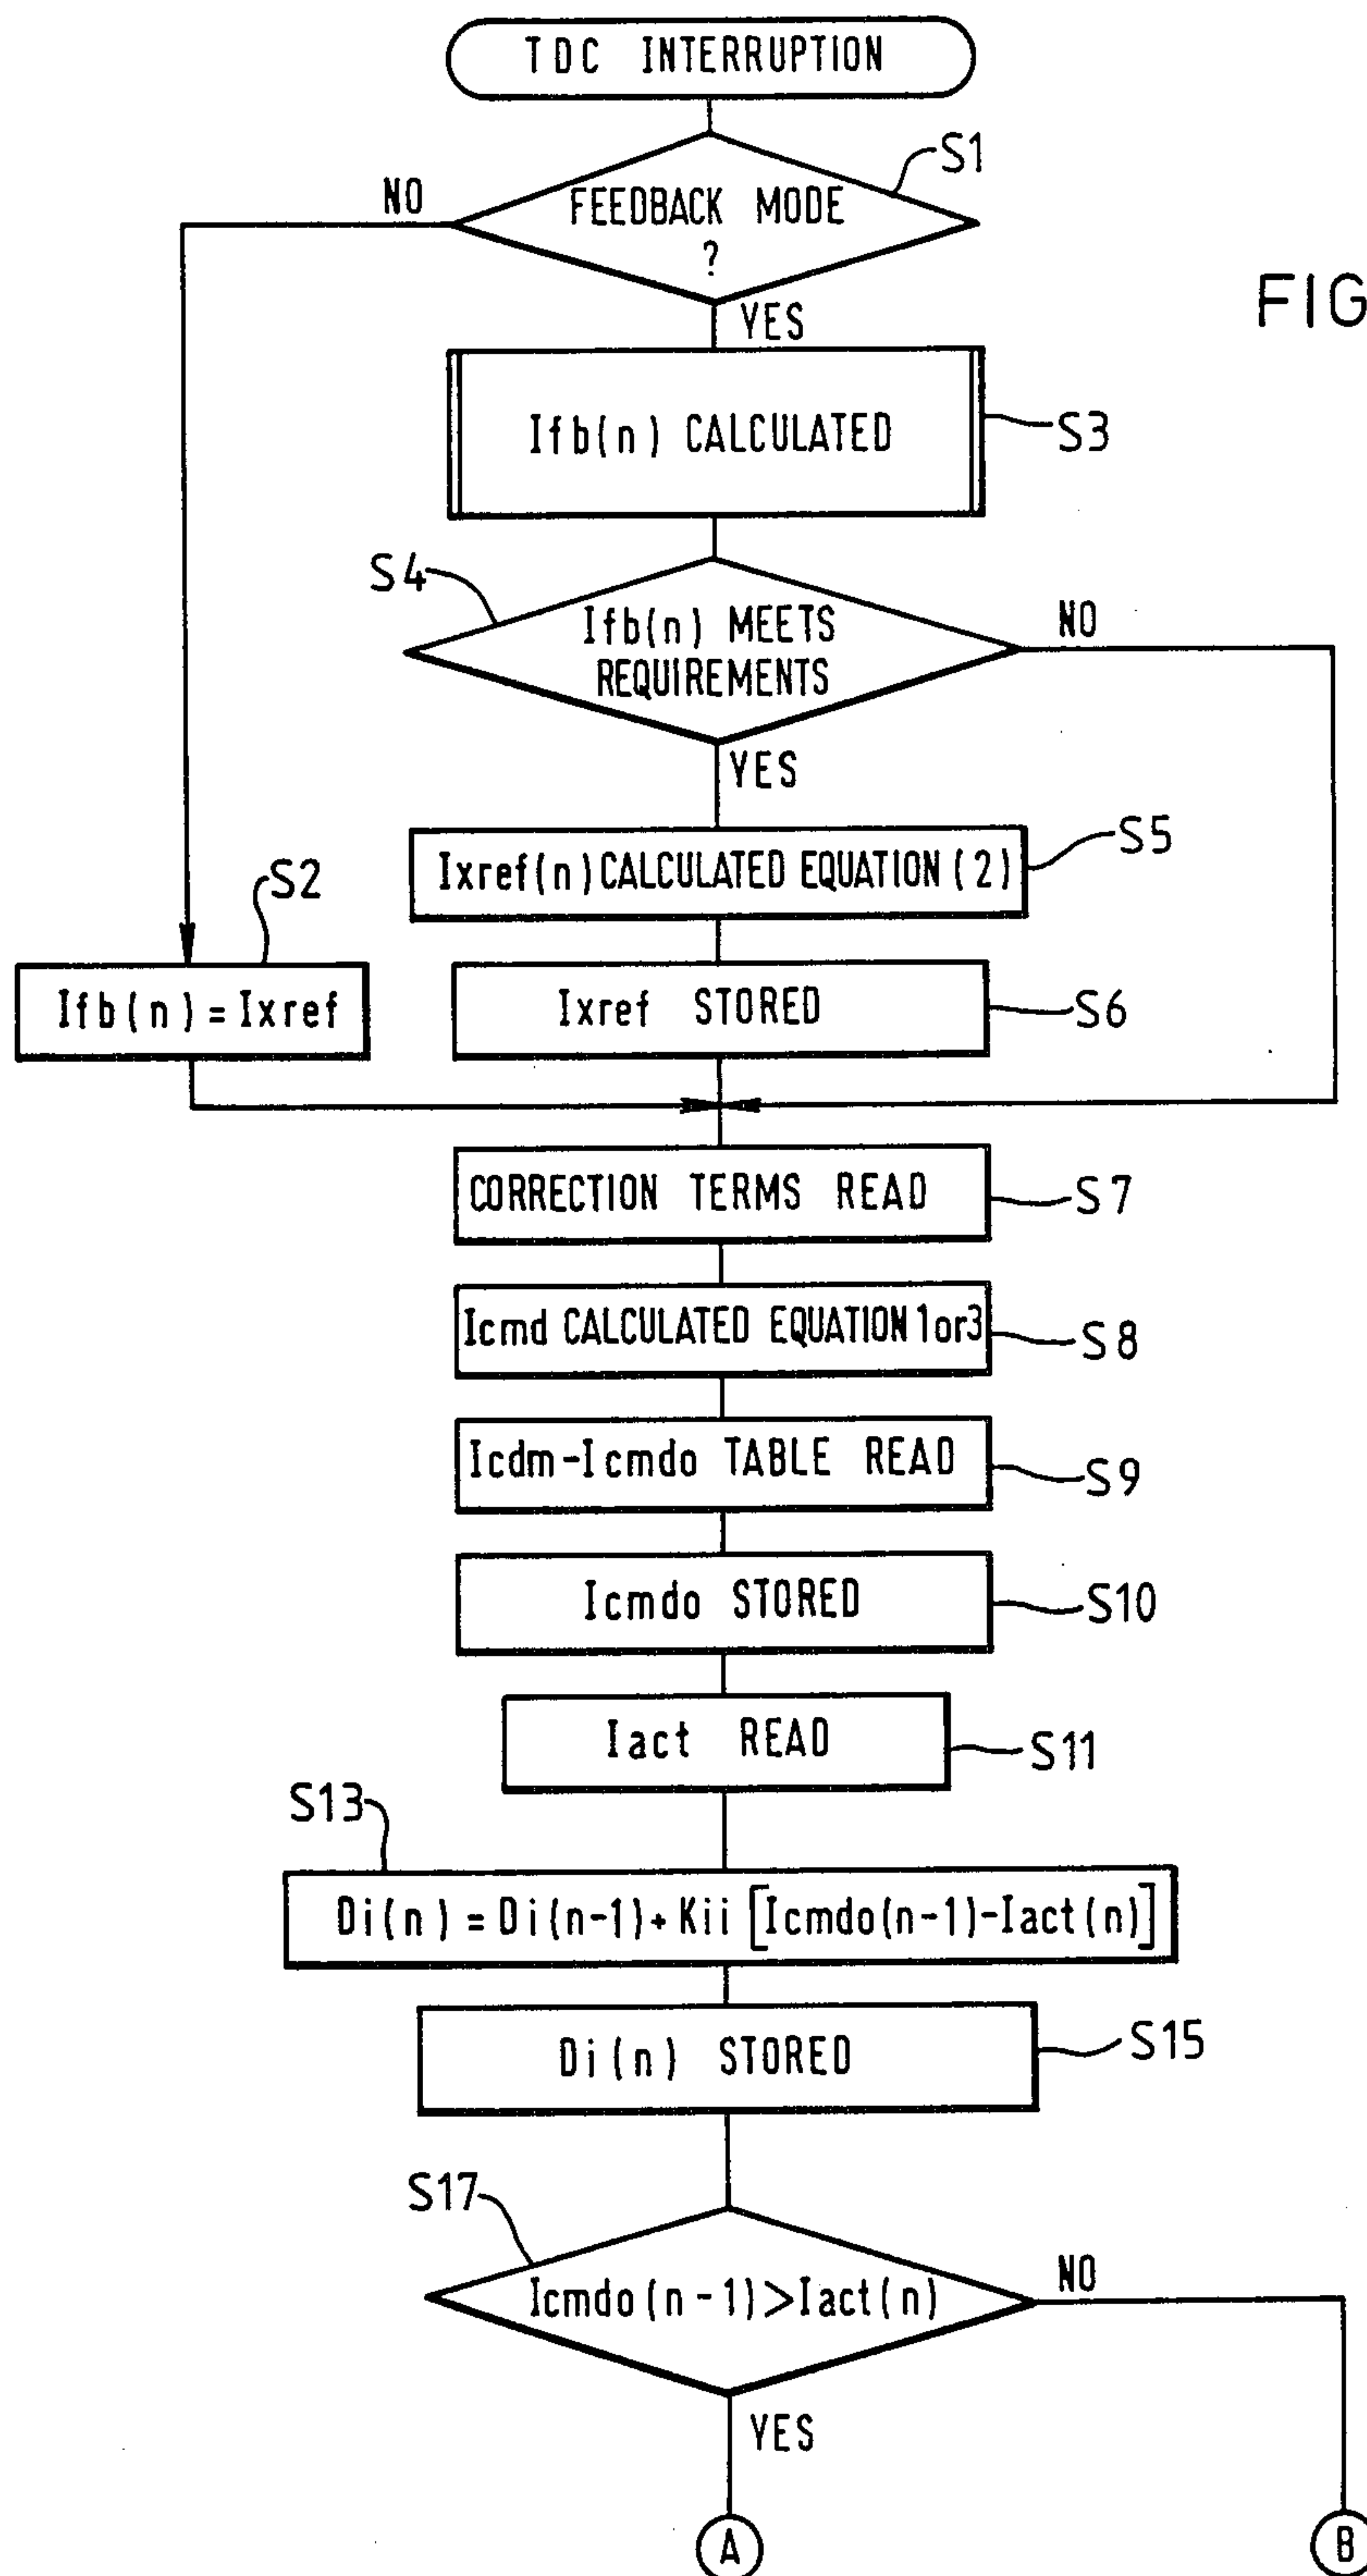 TDC INTERRUPTION
S1
NO
FEEDBACK MODE
?
FIG
YES
Ifb(n) CALCULATED
S3
S4
Ifb(n) MEETS
REQUIREMENTS
NO
YES
Ixref(n) CALCULATED EQUATION (2)
S5
S2
Ifb(n) = Ixref
Ixref STORED
S6
CORRECTION TERMS READ
S7
Icmd CALCULATED EQUATION 1or3
S8
Icdm-Icmdo TABLE READ
S9
Icmdo STORED
S10
Iact READ
S11
S13
Di(n) = Di(n-1) + Kii [Icmdo(n-1)-Iact(n)]
Di(n) STORED
S15
S17
Icmdo(n-1)>Iact(n)
NO
YES
A
B